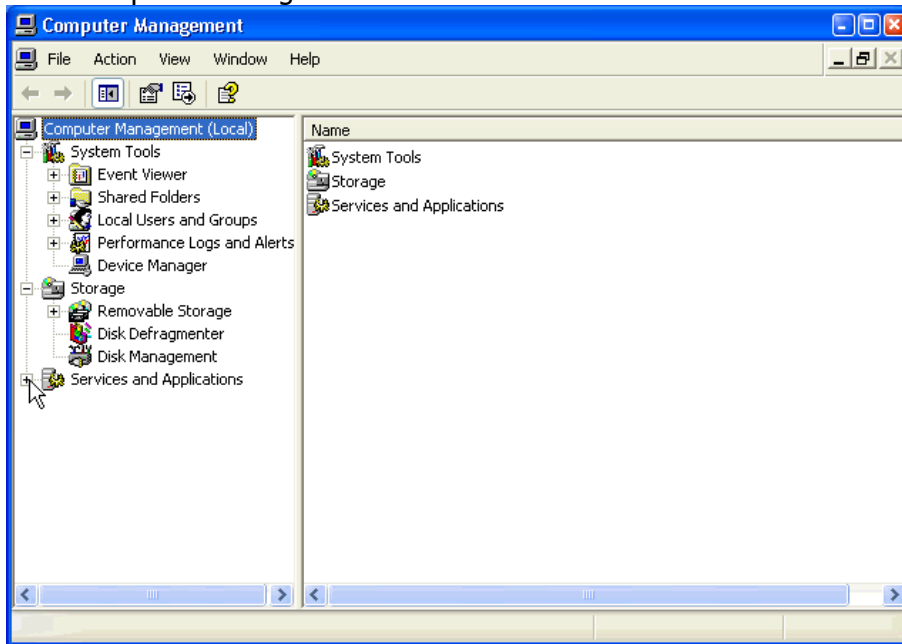 Computer Management
File Action View Window Help
Computer Management (Local)
System Tools
Event Viewer
Shared Folders
Local Users and Groups
Performance Logs and Alerts
Device Manager
Storage
Removable Storage
Disk Defragmenter
Disk Management
Services and Applications
Name
System Tools
Storage
Services and Applications